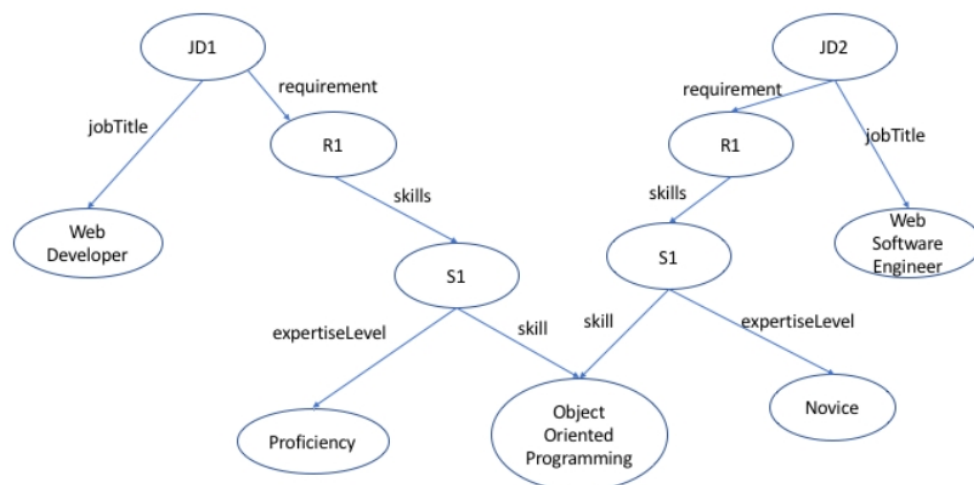 JD1
JD2
requirement
requirement
jobTitle
jobTitle
R1
R1
skills
skills
Web
Developer
Web
Software
Engineer
S1
S1
expertiseLevel
skill
skill
expertiseLevel
Proficiency
Object
Oriented
Programming
Novice